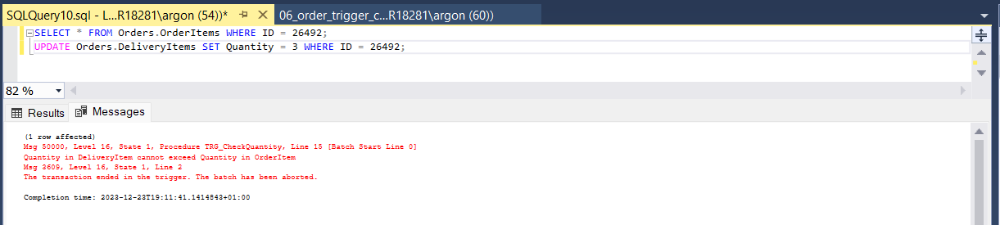 SQLQuery10.sql - L...R18281\argon (54))*
06_order_trigger_c...R18281\argon (60))
SELECT * FROM Orders.OrderItems WHERE ID = 26492;
UPDATE Orders.DeliveryItems SET Quantity = 3 WHERE ID = 26492;
82 %
Results
Messages
(1 row affected)
Msg 50000, Level 16, State 1, Procedure TRG_CheckQuantity, Line 15 [Batch Start Line 0]
Quantity in DeliveryItem cannot exceed Quantity in OrderItem
Msg 3609, Level 16, State 1, Line 2
The transaction ended in the trigger. The batch has been aborted.
Completion time: 2023-12-23T19:11:41.1414843+01:00